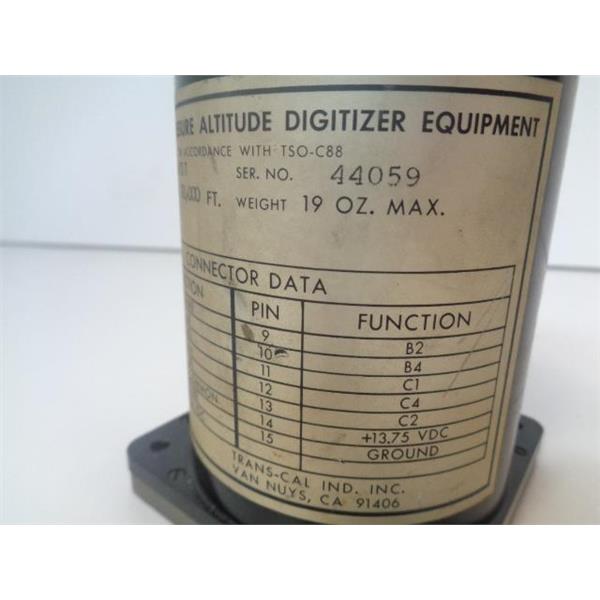 ALTITUDE DIGITIZER EQUIPMENT
ACCORDANCE WITH TSO-C88
SER. NO. 44059
FT. WEIGHT 19 OZ. MAX.
CONNECTOR DATA
PIN FUNCTION
9 B2
10 B4
11 C1
12 C4
13 C2
14 +13.75 VDC
15 GROUND
TRANS-CAL IND. INC.
VAN NUYS, CA 91406